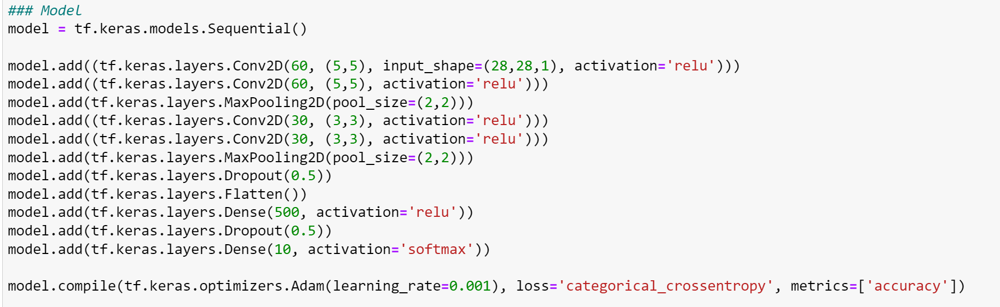 ### Model
model = tf.keras.models.Sequential()
model.add((tf.keras.layers.Conv2D(60, (5,5), input_shape=(28,28,1), activation='relu')))
model.add((tf.keras.layers.Conv2D(60, (5,5), activation='relu')))
model.add(tf.keras.layers.MaxPooling2D(pool_size=(2,2)))
model.add((tf.keras.layers.Conv2D(30, (3,3), activation='relu')))
model.add((tf.keras.layers.Conv2D(30, (3,3), activation='relu')))
model.add(tf.keras.layers.MaxPooling2D(pool_size=(2,2)))
model.add(tf.keras.layers.Dropout(0.5))
model.add(tf.keras.layers.Flatten())
model.add(tf.keras.layers.Dense(500, activation='relu'))
model.add(tf.keras.layers.Dropout(0.5))
model.add(tf.keras.layers.Dense(10, activation='softmax'))
model.compile(tf.keras.optimizers.Adam(learning_rate=0.001), loss='categorical_crossentropy', metrics=['accuracy'])